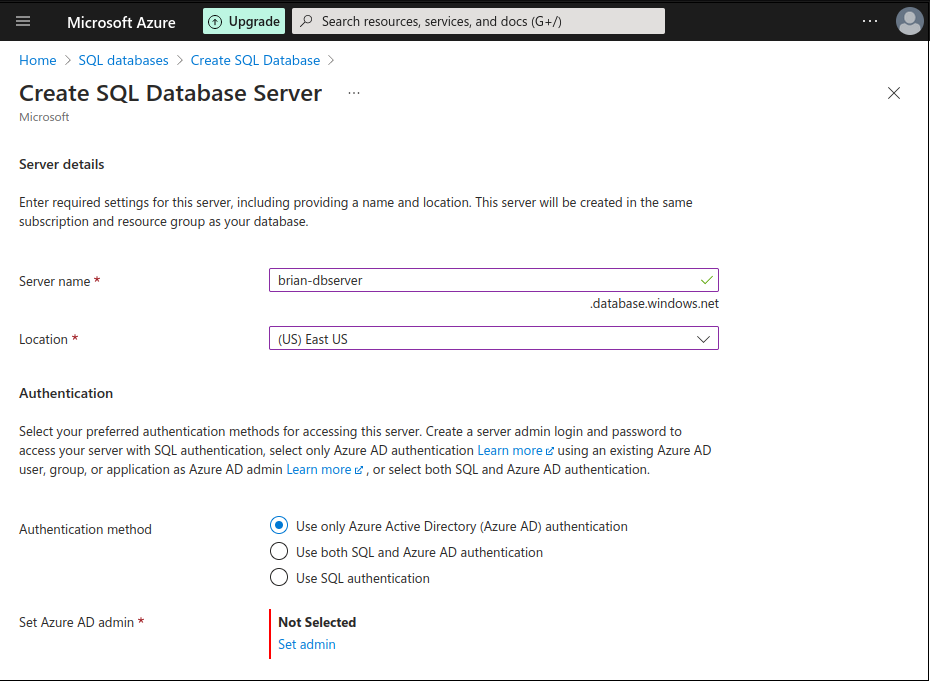 Microsoft Azure
Upgrade
Search resources, services, and docs (G+/)
Home > SQL databases > Create SQL Database >
Create SQL Database Server ...
Microsoft
Server details
Enter required settings for this server, including providing a name and location. This server will be created in the same
subscription and resource group as your database.
Server name *
brian-dbserver
.database.windows.net
Location *
(US) East US
Authentication
Select your preferred authentication methods for accessing this server. Create a server admin login and password to
access your server with SQL authentication, select only Azure AD authentication Learn more using an existing Azure AD
user, group, or application as Azure AD admin Learn more , or select both SQL and Azure AD authentication.
Authentication method
Use only Azure Active Directory (Azure AD) authentication
Use both SQL and Azure AD authentication
Use SQL authentication
Set Azure AD admin *
Not Selected
Set admin